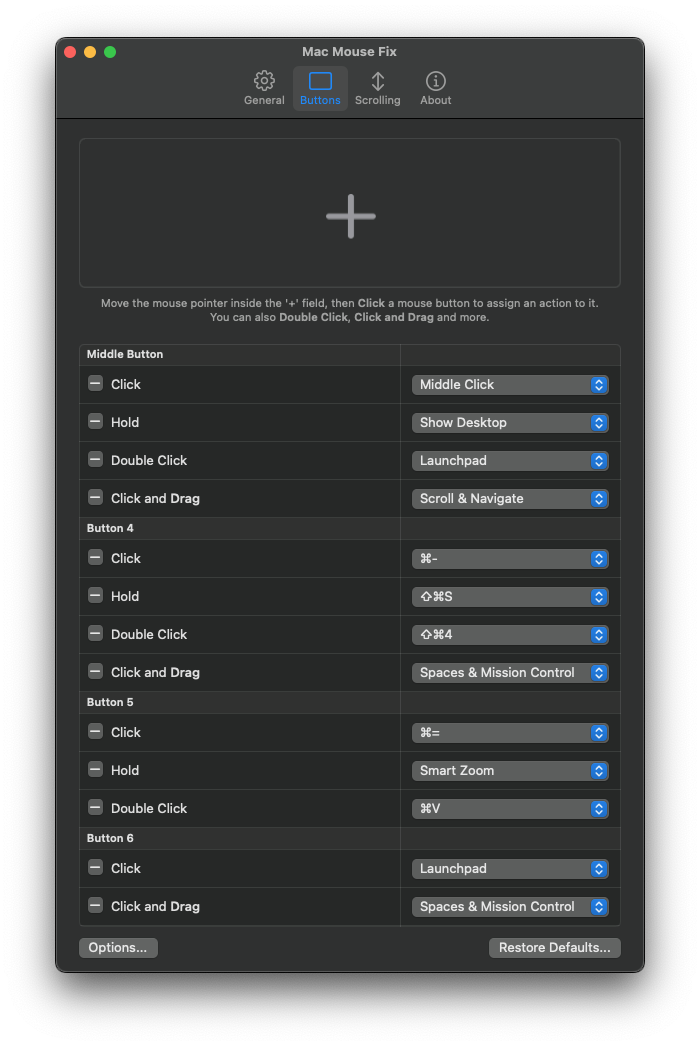 Mac Mouse Fix
General
Buttons
Scrolling
About
Move the mouse pointer inside the '+' field, then Click a mouse button to assign an action to it.
You can also Double Click, Click and Drag and more.
Middle Button
Click Middle Click
Hold Show Desktop
Double Click Launchpad
Click and Drag Scroll & Navigate
Button 4
Click ⌘-
Hold ⇧⌘S
Double Click ⇧⌘4
Click and Drag Spaces & Mission Control
Button 5
Click ⌘=
Hold Smart Zoom
Double Click ⌘V
Button 6
Click Launchpad
Click and Drag Spaces & Mission Control
Options... Restore Defaults...